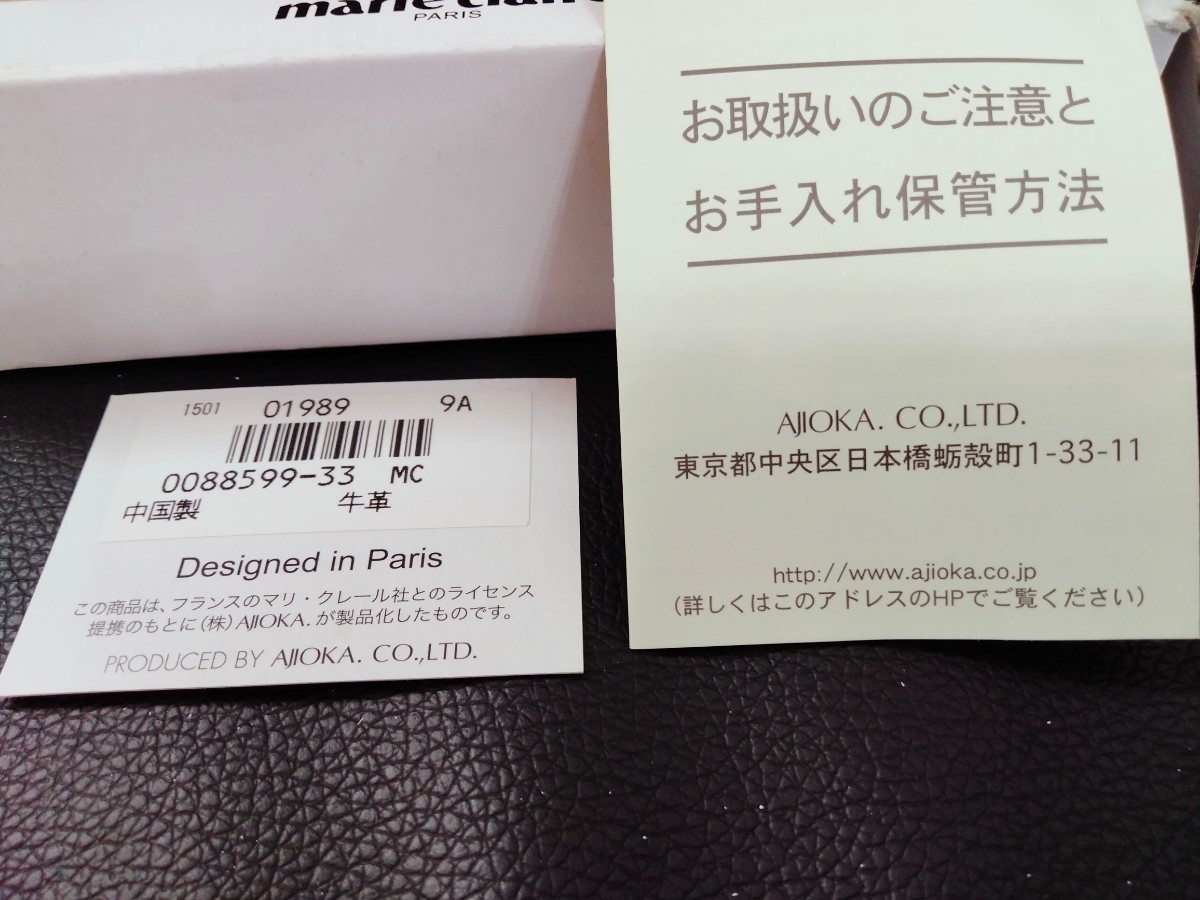 marie claire
PARIS
お取扱いのご注意と
お手入れ保管方法
AJIOKA. CO.,LTD.
東京都中央区日本橋蛎殻町1-33-11
http://www.ajioka.co.jp
(詳しくはこのアドレスのHPでご覧ください)
1501 01989 9A
0088599-33 MC
中国製 牛革
Designed in Paris
この商品は、フランスのマリ・クレール社とのライセンス
提携のもとに(株)AJIOKA.が製品化したものです。
PRODUCED BY AJIOKA. CO.,LTD.